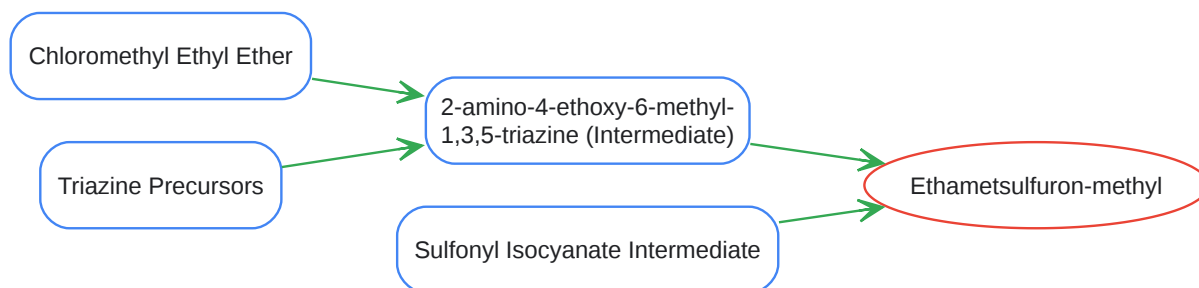 Chloromethyl Ethyl Ether
2-amino-4-ethoxy-6-methyl-
1,3,5-triazine (Intermediate)
Triazine Precursors
Ethametsulfuron-methyl
Sulfonyl Isocyanate Intermediate